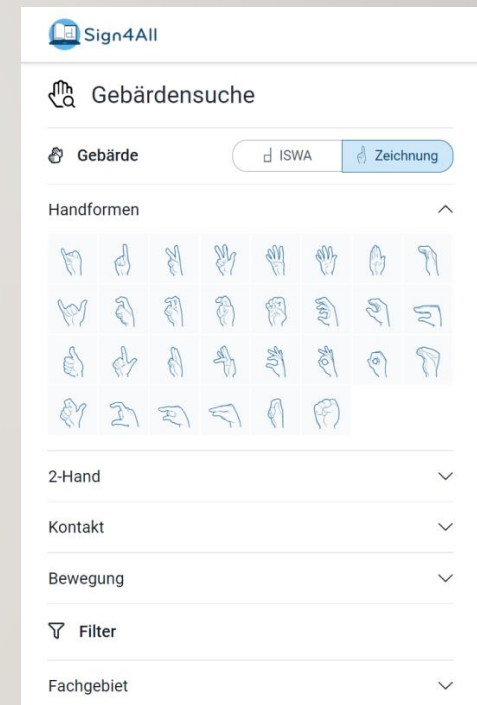 Sign4All
Gebärdensuche
Gebärde
ISWA
Zeichnung
Handformen
2-Hand
Kontakt
Bewegung
Filter
Fachgebiet